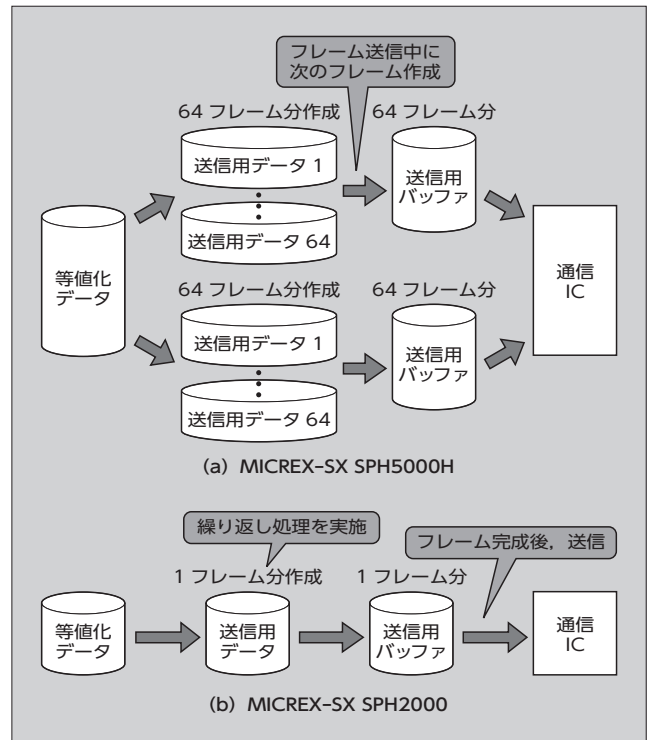 フレーム送信中に
次のフレーム作成
64 フレーム分作成
64 フレーム分
送信用データ 1
送信用データ 64
送信用
バッファ
等値化
データ
通信
IC
64 フレーム分作成
64 フレーム分
送信用データ 1
送信用データ 64
送信用
バッファ
(a) MICREX-SX SPH5000H
繰り返し処理を実施
フレーム完成後,送信
1 フレーム分作成
1 フレーム分
等値化
データ
送信用
データ
送信用
バッファ
通信
IC
(b) MICREX-SX SPH2000